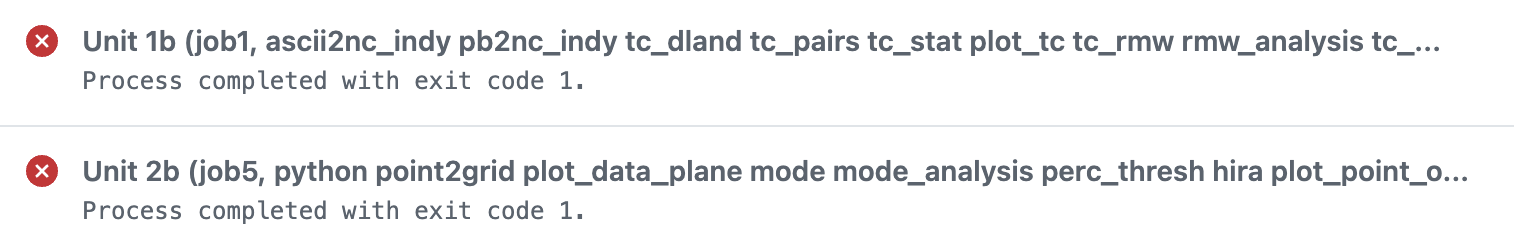 Unit 1b (job1, ascii2nc_indy pb2nc_indy tc_dland tc_pairs tc_stat plot_tc tc_rmw rmw_analysis tc_...
Process completed with exit code 1.
Unit 2b (job5, python point2grid plot_data_plane mode mode_analysis perc_thresh hira plot_point_o...
Process completed with exit code 1.